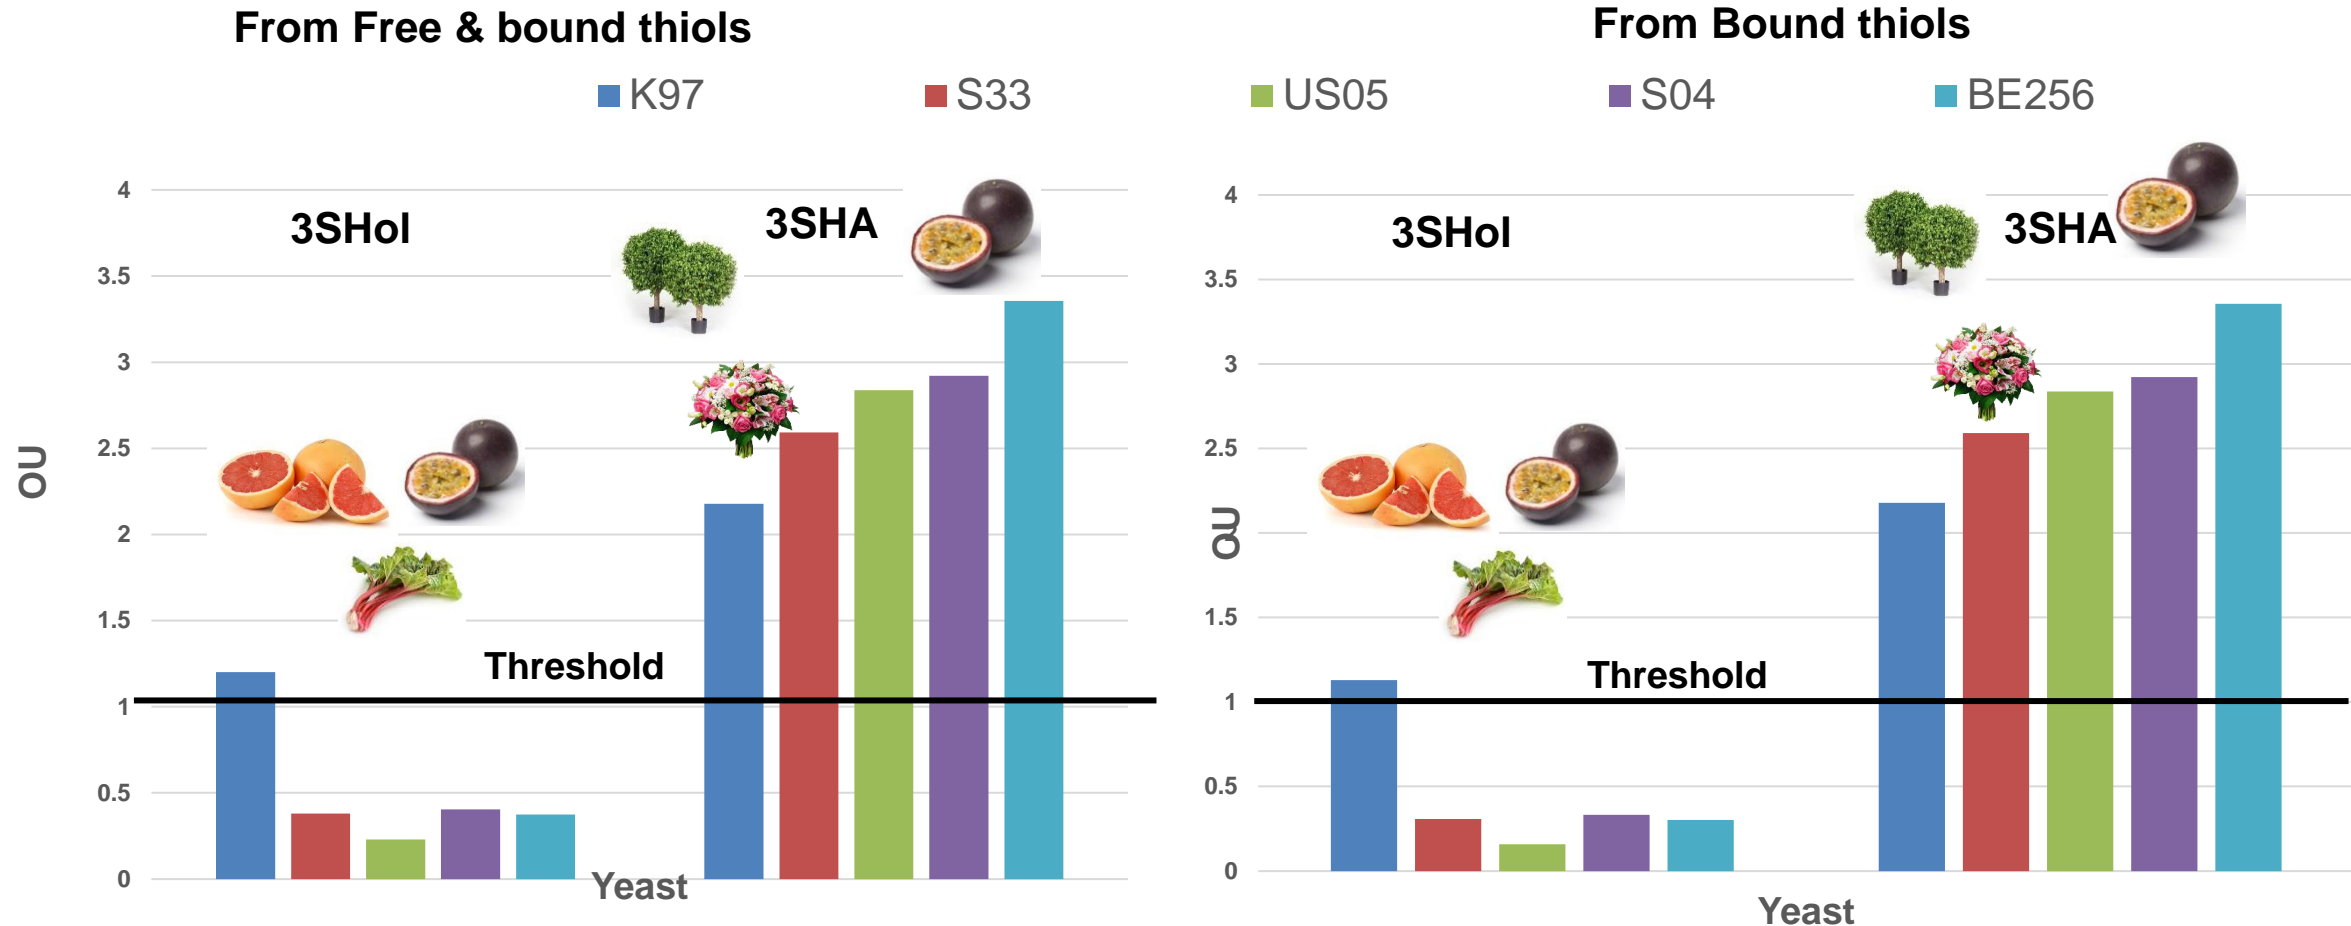 From Free & bound thiols
From Bound thiols
K97
S33
US05
S04
BE256
OU
4
3.5
3
2.5
2
1.5
1
0.5
0
3SHol
3SHA
Threshold
Yeast
OU
4
3.5
3
2.5
1.5
1
0.5
0
3SHol
3SHA
Threshold
Yeast